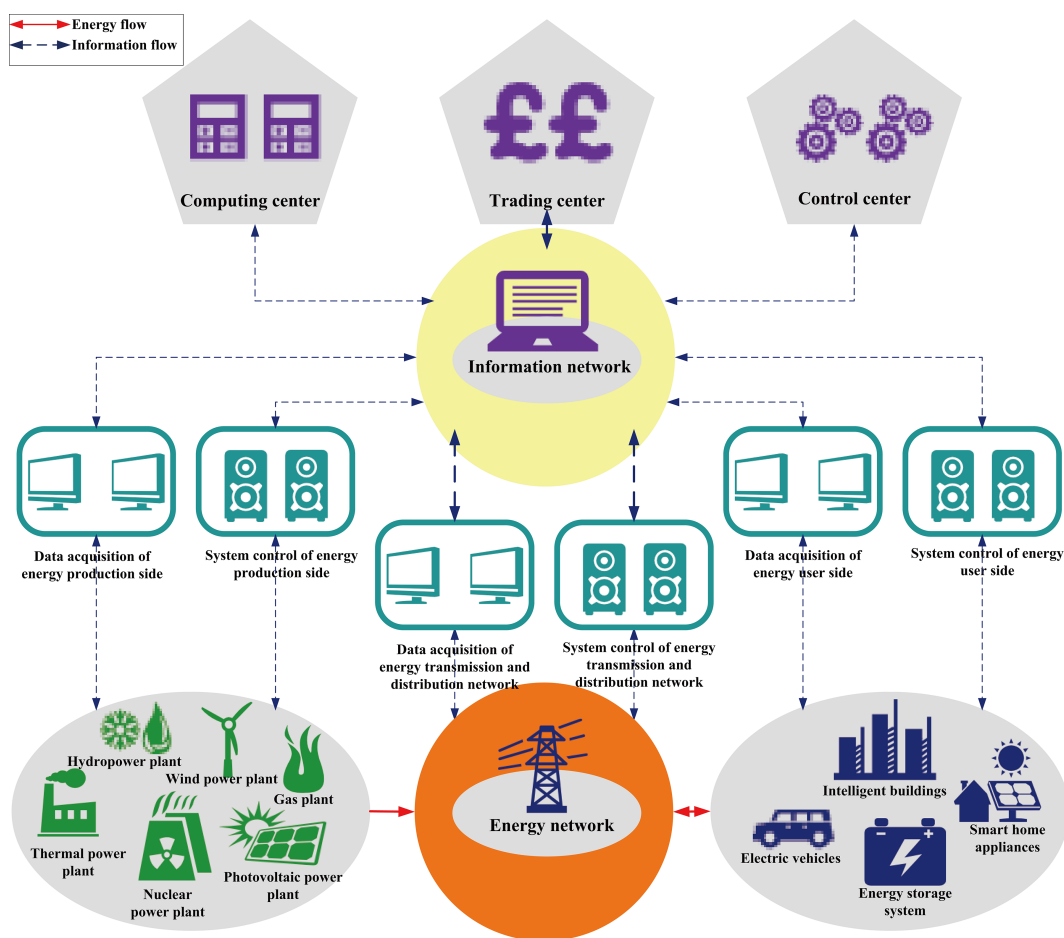 Energy flow
Information flow
Computing center
Trading center
Control center
Information network
Data acquisition of
energy production side
System control of energy
production side
Data acquisition of
energy transmission and
distribution network
System control of energy
transmission and
distribution network
Data acquisition of
energy user side
System control of energy
user side
Hydropower plant
Wind power plant
Gas plant
Thermal power
plant
Nuclear
power plant
Photovoltaic power
plant
Energy network
Intelligent buildings
Electric vehicles
Smart home
appliances
Energy storage
system